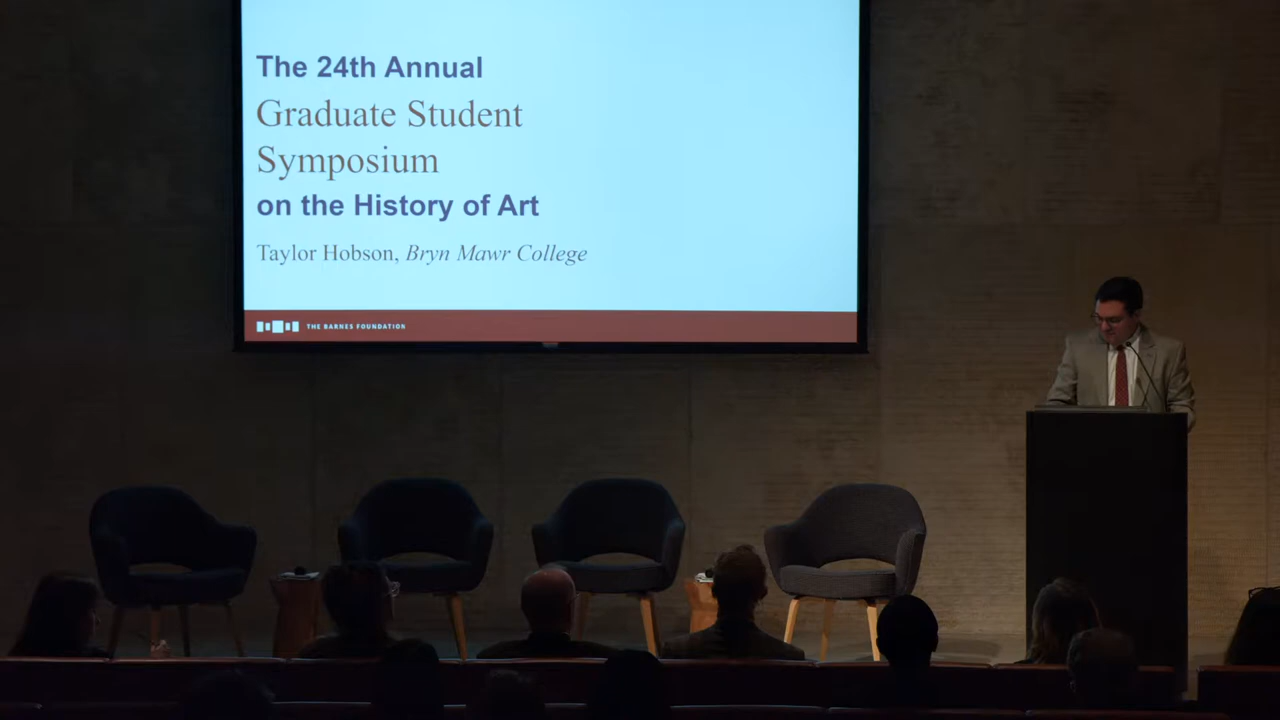 The 24th Annual
Graduate Student
Symposium
on the History of Art
Taylor Hobson, Bryn Mawr College
THE BARNES FOUNDATION